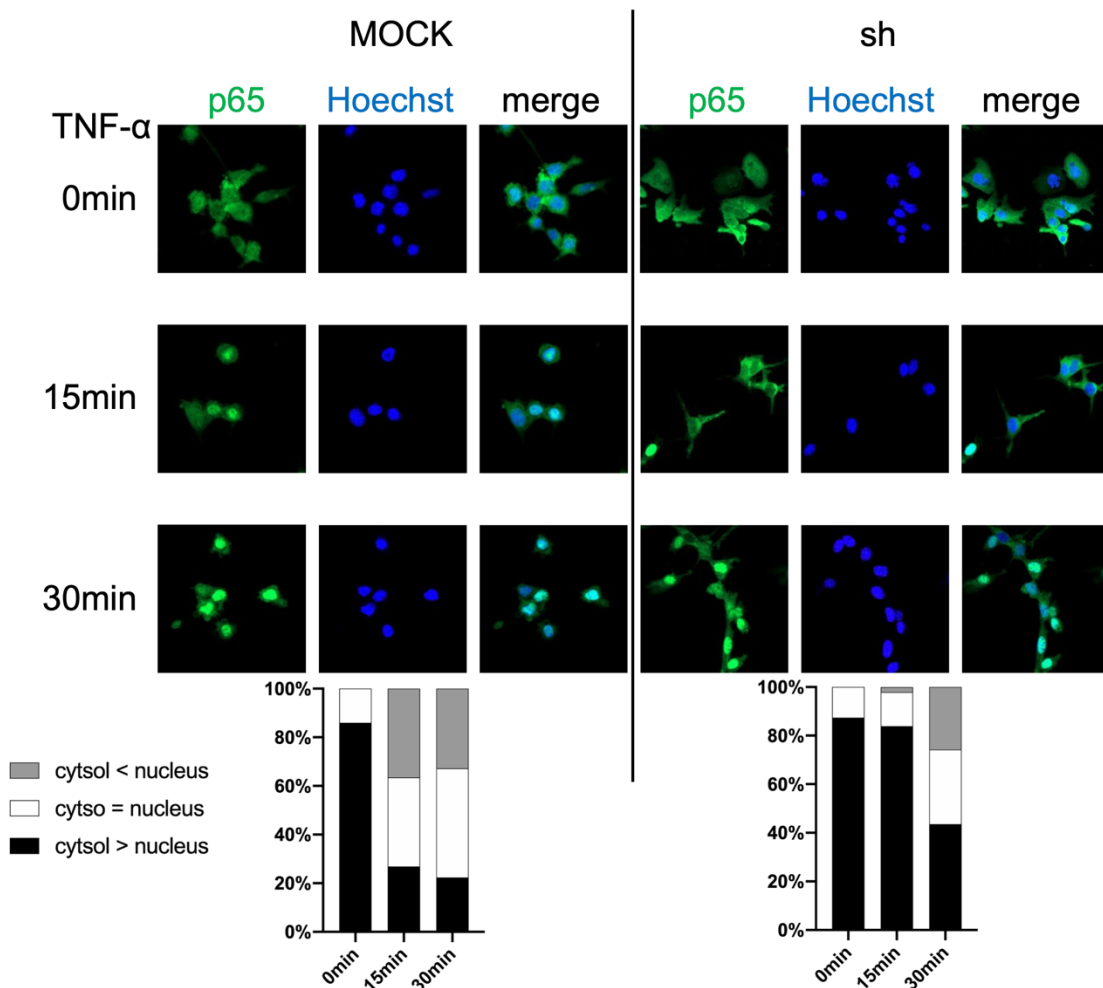 MOCK
sh
p65 Hoechst merge
p65 Hoechst merge
TNF-α
0min
15min
30min
100%
80%
60%
40%
20%
0%
0min 15min 30min
100%
80%
60%
40%
20%
0%
0min 15min 30min
cytsol < nucleus
cytso = nucleus
cytsol > nucleus